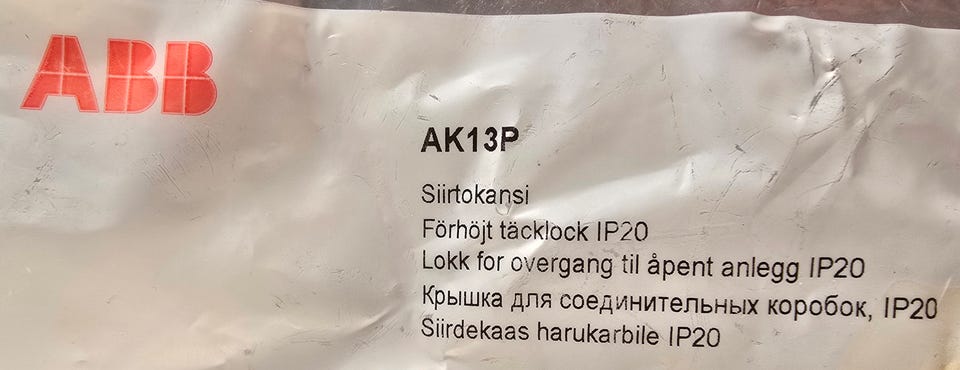 ABB
AK13P
Siirtokansi
Förhöjt täcklock IP20
Lokk for overgang til åpent anlegg IP20
Крышка для соединительных коробок, IP20
Siirdekaas harukarbile IP20